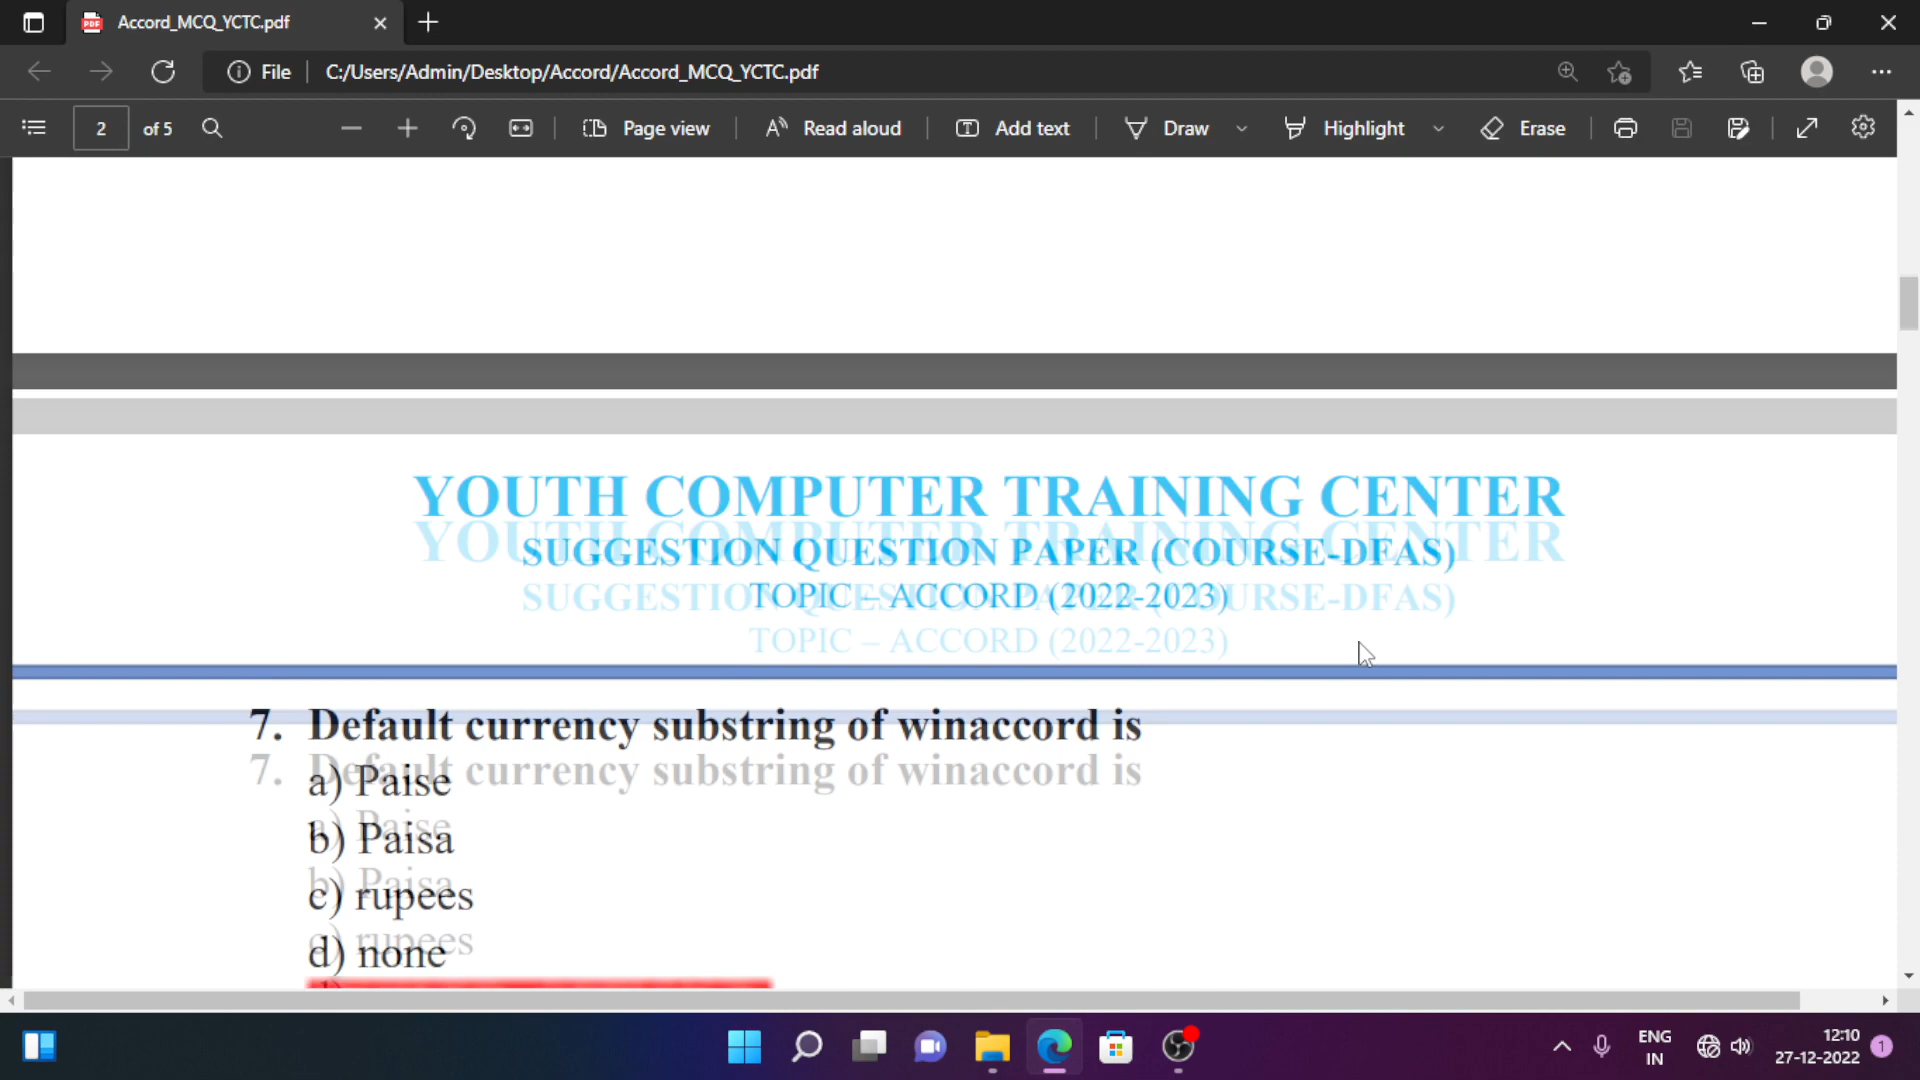 Accord_MCQ_YCTC.pdf
File C:/Users/Admin/Desktop/Accord/Accord_MCQ_YCTC.pdf
2 of 5 Page view Read aloud Add text Draw Highlight Erase
YOUTH COMPUTER TRAINING CENTER
SUGGESTION QUESTION PAPER (COURSE-DFAS)
TOPIC – ACCORD (2022-2023)
7. Default currency substring of winaccord is
a) Paise
b) Paisa
c) rupees
d) none
ENG 12:10
IN 27-12-2022 1